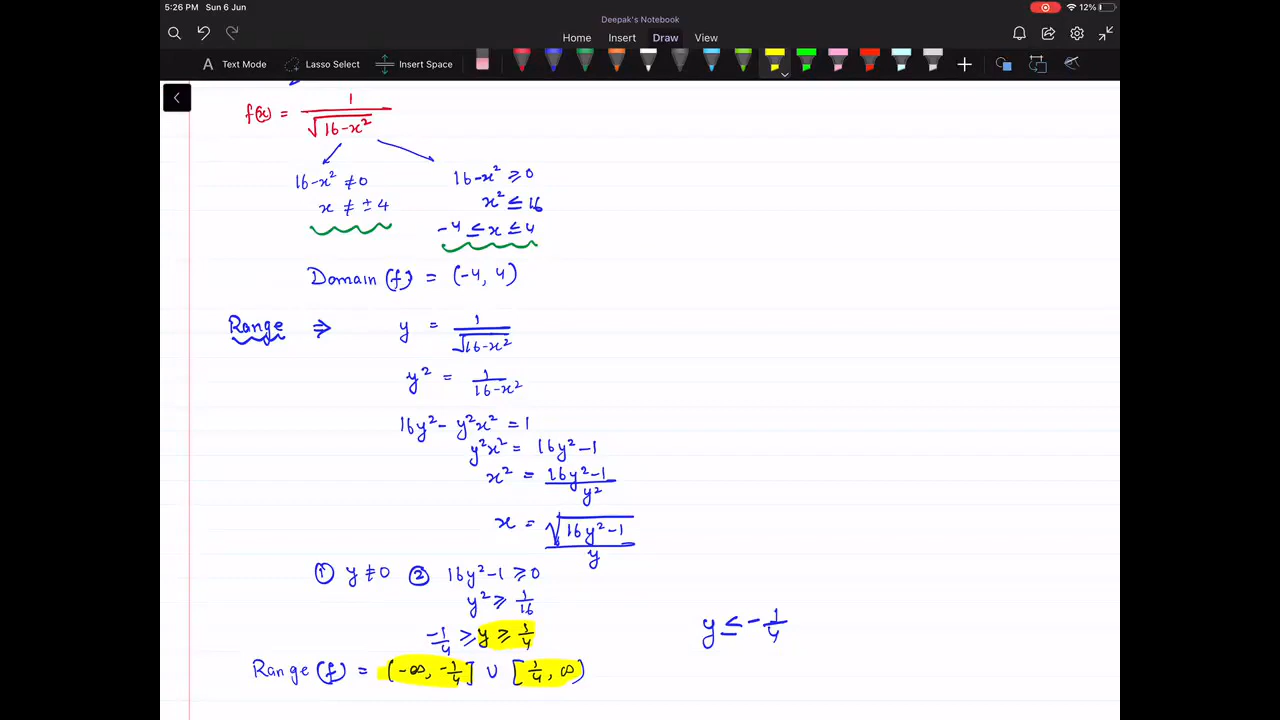 5:26 PM Sun 6 Jun 12%
Deepak's Notebook
Home Insert Draw View
Text Mode Lasso Select Insert Space
f(x) = 1/√(16-x²)
16-x² ≠ 0 16-x² ≥ 0
x ≠ ± 4 x² ≤ 16
-4 ≤ x ≤ 4
Domain (f) = (-4, 4)
Range ⇒ y = 1/√(16-x²)
y² = 1/(16-x²)
16y² - y²x² = 1
y²x² = 16y² - 1
x² = (16y²-1)/y²
x = √(16y²-1)/y
① y ≠ 0 ② 16y²-1 ≥ 0
y² ≥ 1/16
-1/4 ≥ y ≥ 1/4 y ≤ -1/4
Range (f) = (-∞, -1/4] ∪ [1/4, ∞)